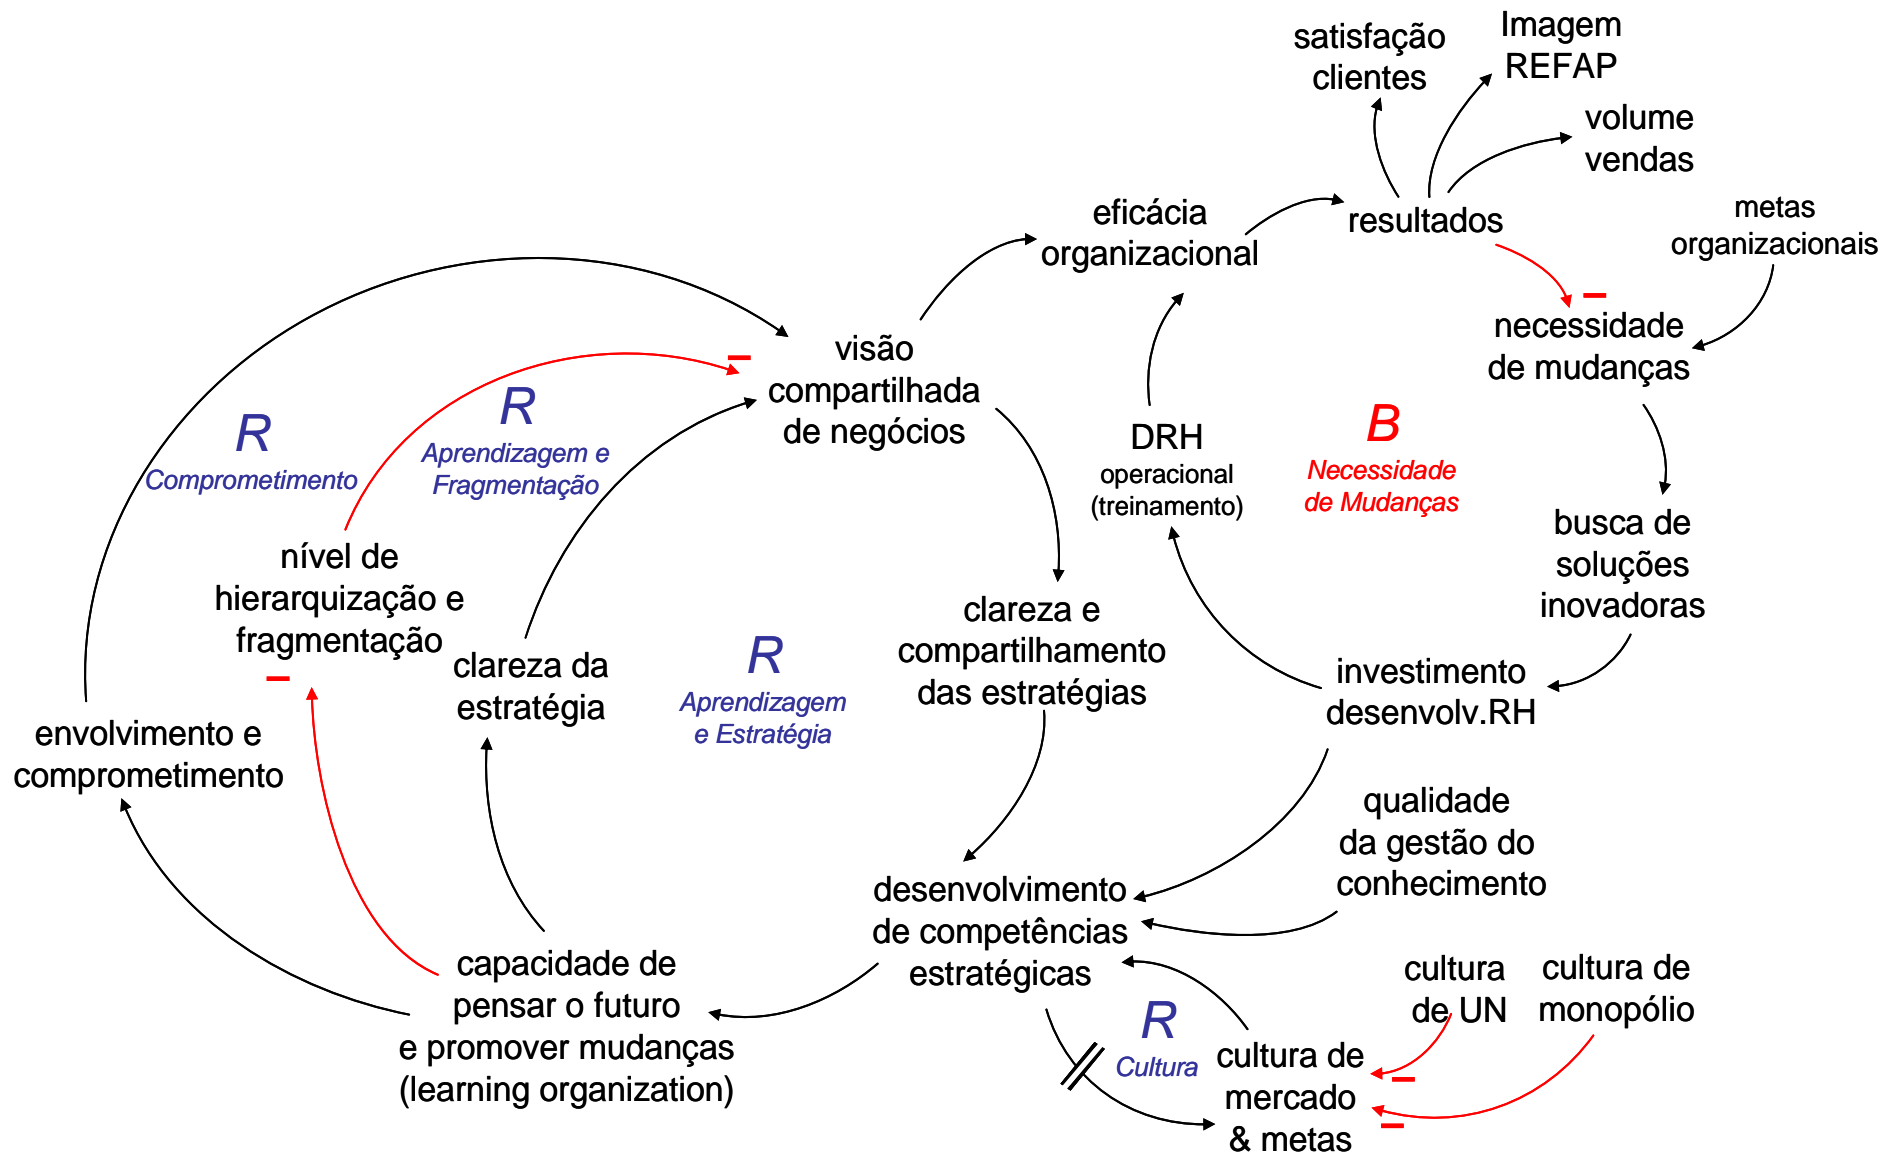 satisfação
clientes
Imagem
REFAP
volume
vendas
metas
organizacionais
eficácia
organizacional
resultados
–
necessidade
de mudanças
visão
compartilhada
de negócios
–
R
Comprometimento
R
Aprendizagem e
Fragmentação
DRH
operacional
(treinamento)
B
Necessidade
de Mudanças
busca de
soluções
inovadoras
nível de
hierarquização e
fragmentação
–
clareza da
estratégia
R
Aprendizagem
e Estratégia
clareza e
compartilhamento
das estratégias
investimento
desenvolv.RH
envolvimento e
comprometimento
qualidade
da gestão do
conhecimento
desenvolvimento
de competências
estratégicas
capacidade de
pensar o futuro
e promover mudanças
(learning organization)
R
Cultura
cultura de
mercado
& metas
cultura
de UN
–
cultura de
monopólio
–